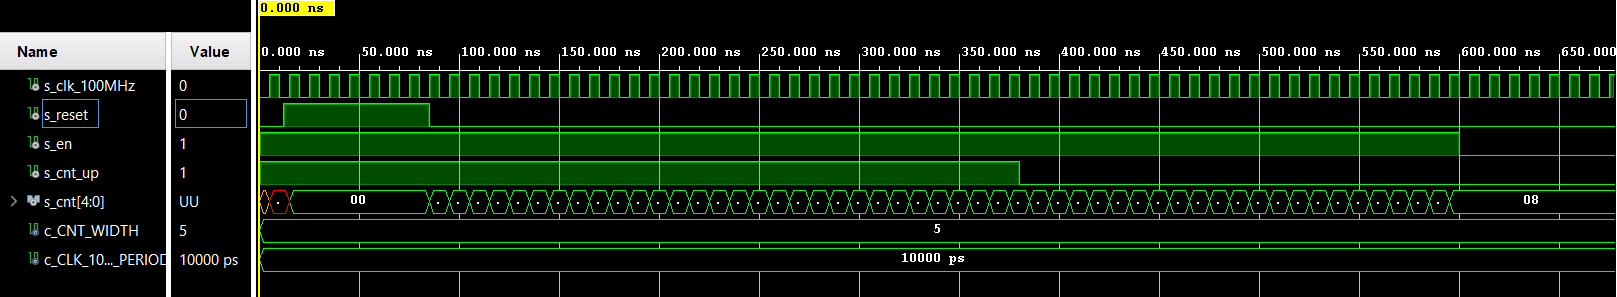 0.000 ns
Name Value
0.000 ns 50.000 ns 100.000 ns 150.000 ns 200.000 ns 250.000 ns 300.000 ns 350.000 ns 400.000 ns 450.000 ns 500.000 ns 550.000 ns 600.000 ns 650.00
s_clk_100MHz 0
s_reset 0
s_en 1
s_cnt_up 1
s_cnt[4:0] UU 00 08
c_CNT_WIDTH 5 5
c_CLK_10..._PERIOD 10000 ps 10000 ps